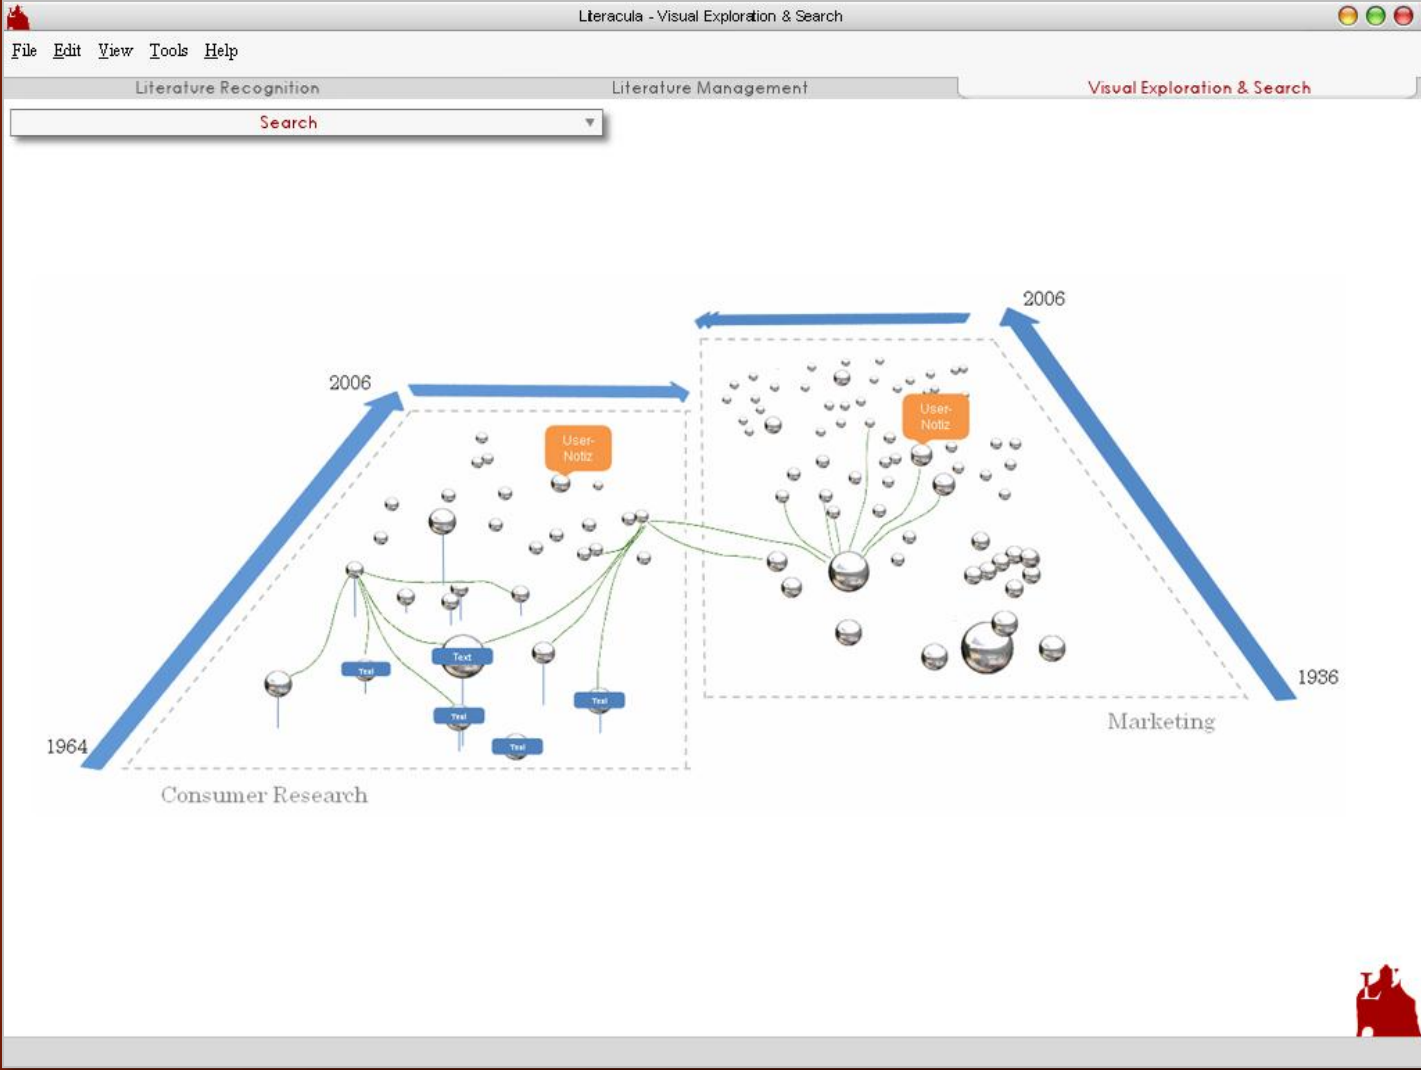 Literacula - Visual Exploration & Search
File Edit View Tools Help
Literature Recognition
Literature Management
Visual Exploration & Search
Search
2006
2006
User-
Notiz
User-
Notiz
Text
Text
Text
Text
Text
1964
1936
Marketing
Consumer Research
L